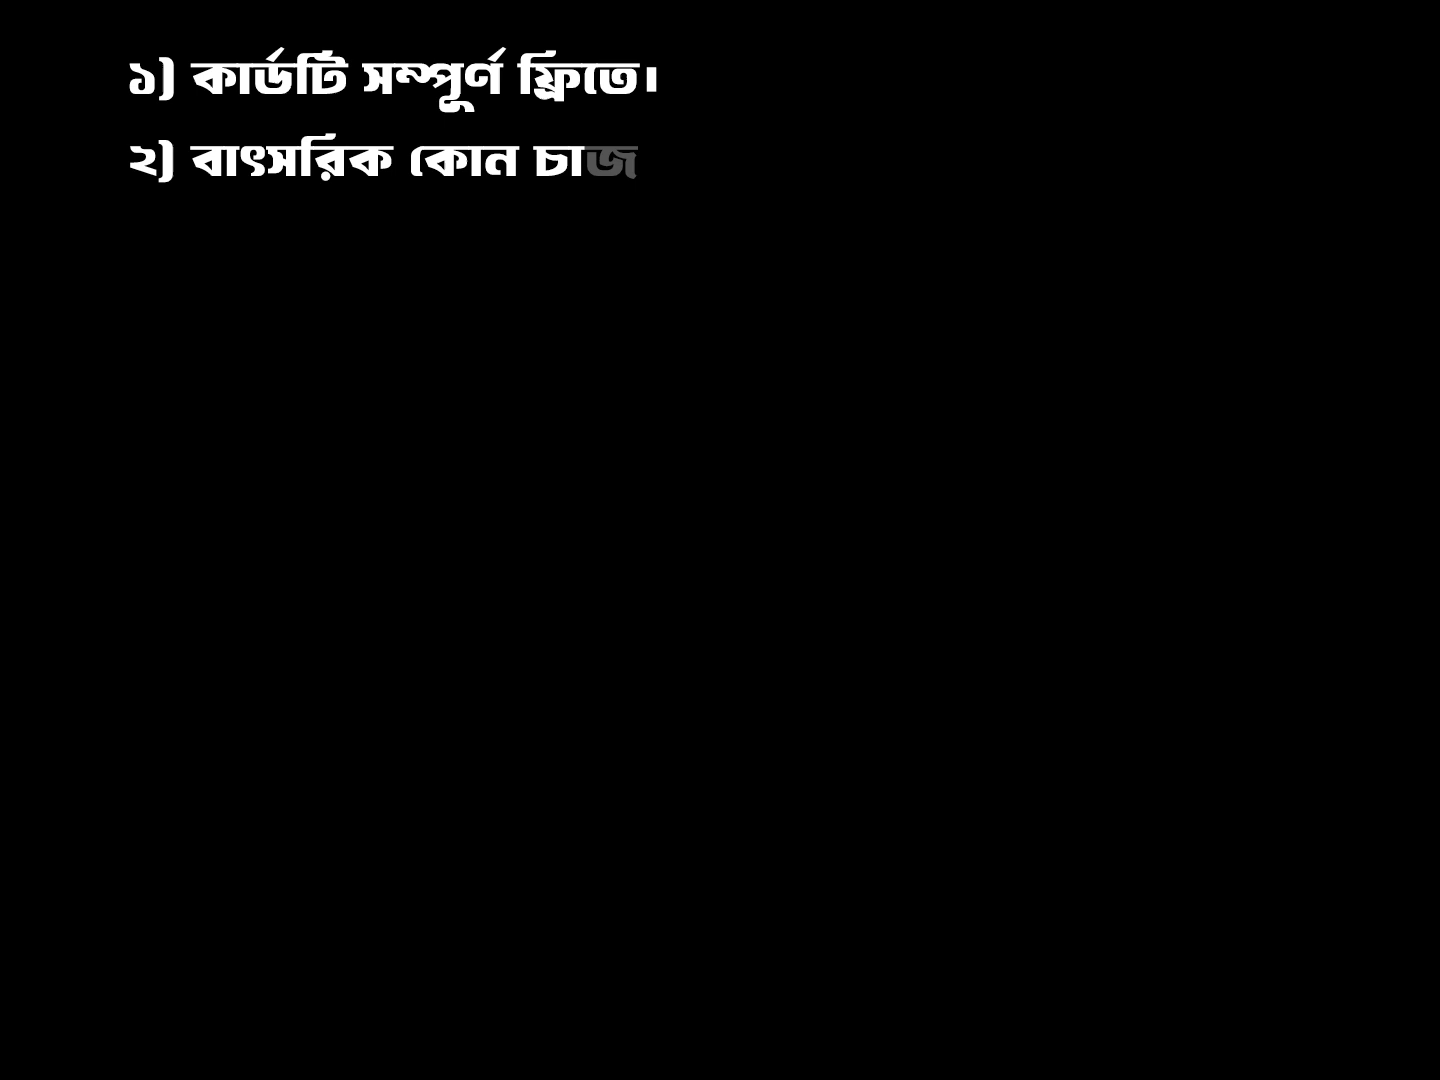 ১) কার্ডটি সম্পূর্ণ ফ্রিতে।
২) বাৎসরিক কোন চাজ